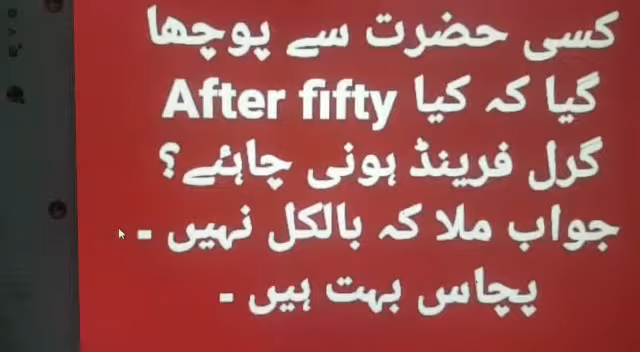 کسی حضرت سے پوچھا
گیا کہ کیا After fifty
گرل فرینڈ ہونی چاہئے؟
جواب ملا کہ بالکل نہیں ۔
پچاس بہت ہیں ۔